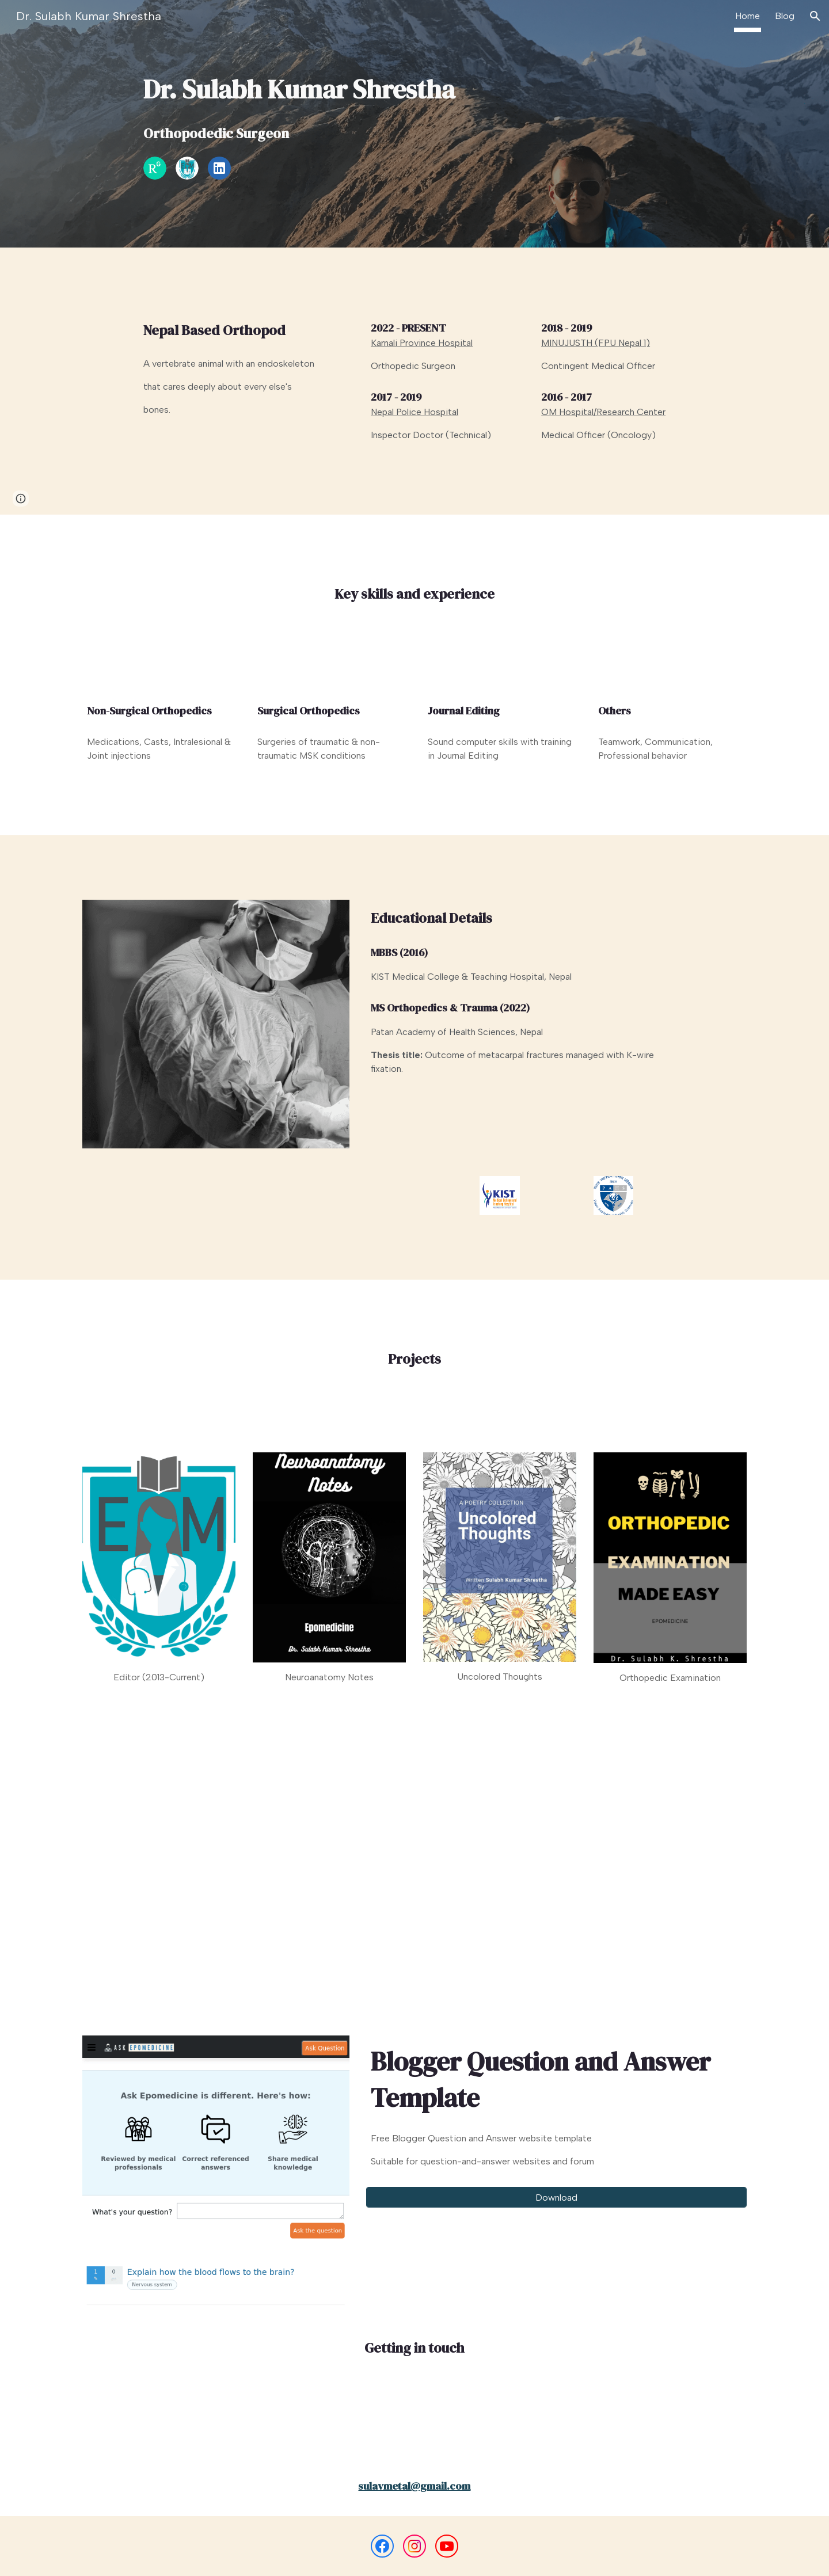 Dr. Sulabh Kumar Shrestha
Home
Blog
Dr. Sulabh Kumar Shrestha
Orthopodedic Surgeon
RG
Nepal Based Orthopod
A vertebrate animal with an endoskeleton
that cares deeply about every else's
bones.
2022 - PRESENT
Karnali Province Hospital
Orthopedic Surgeon
2017 - 2019
Nepal Police Hospital
Inspector Doctor (Technical)
2018 - 2019
MINUJUSTH (FPU Nepal 1)
Contingent Medical Officer
2016 - 2017
OM Hospital/Research Center
Medical Officer (Oncology)
Key skills and experience
Non-Surgical Orthopedics
Medications, Casts, Intralesional &
Joint injections
Surgical Orthopedics
Surgeries of traumatic & non-
traumatic MSK conditions
Journal Editing
Sound computer skills with training
in Journal Editing
Others
Teamwork, Communication,
Professional behavior
Educational Details
MBBS (2016)
KIST Medical College & Teaching Hospital, Nepal
MS Orthopedics & Trauma (2022)
Patan Academy of Health Sciences, Nepal
Thesis title: Outcome of metacarpal fractures managed with K-wire
fixation.
KIST
Projects
E M
Editor (2013-Current)
Neuroanatomy
Notes
Epomedicine
Dr. Sulabh Kumar Shrestha
Neuroanatomy Notes
A POETRY COLLECTION
Uncolored
Thoughts
Written Sulabh Kumar Shrestha
by
Uncolored Thoughts
ORTHOPEDIC
EXAMINATION
MADE EASY
EPOMEDICINE
Dr. Sulabh K. Shrestha
Orthopedic Examination
ASK EPOMEDICINE
Ask Question
Ask Epomedicine is different. Here's how:
Reviewed by medical
professionals
Correct referenced
answers
Share medical
knowledge
What's your question?
Ask the question
1
0
Explain how the blood flows to the brain?
Nervous system
Blogger Question and Answer
Template
Free Blogger Question and Answer website template
Suitable for question-and-answer websites and forum
Download
Getting in touch
sulavmetal@gmail.com